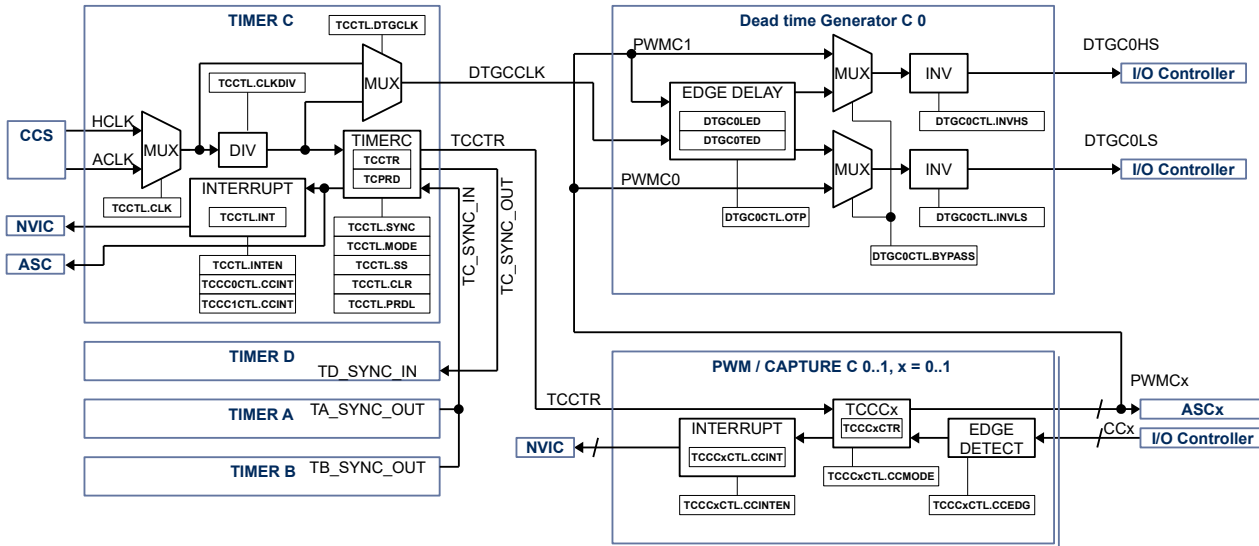 TIMER C
TCCTL.DTGCLK
MUX
TCCTL.CLKDIV
CCS
HCLK
ACLK
MUX
DIV
TIMERC
TCCTR
TCPRD
TCCTL.CLK
INTERRUPT
TCCTL.INT
NVIC
ASC
TCCTL.INTEN
TCCC0CTL.CCINT
TCCC1CTL.CCINT
TCCTL.SYNC
TCCTL.MODE
TCCTL.SS
TCCTL.CLR
TCCTL.PRDL
DTGCCLK
TCCTR
TC_SYNC_IN
TC_SYNC_OUT
TIMER D
TD_SYNC_IN
TIMER A
TA_SYNC_OUT
TIMER B
TB_SYNC_OUT
Dead time Generator C 0
PWMC1
MUX
INV
EDGE DELAY
DTGC0LED
DTGC0TED
DTGC0CTL.INVHS
PWMC0
MUX
INV
DTGC0CTL.OTP
DTGC0CTL.INVLS
DTGC0CTL.BYPASS
DTGC0HS
I/O Controller
DTGC0LS
I/O Controller
PWM / CAPTURE C 0..1, x = 0..1
TCCTR
TCCCx
TCCCxCTR
PWMCx
ASCx
CCx
I/O Controller
NVIC
INTERRUPT
TCCCxCTL.CCINT
EDGE
DETECT
TCCCxCTL.CCMODE
TCCCxCTL.CCINTEN
TCCCxCTL.CCEDG